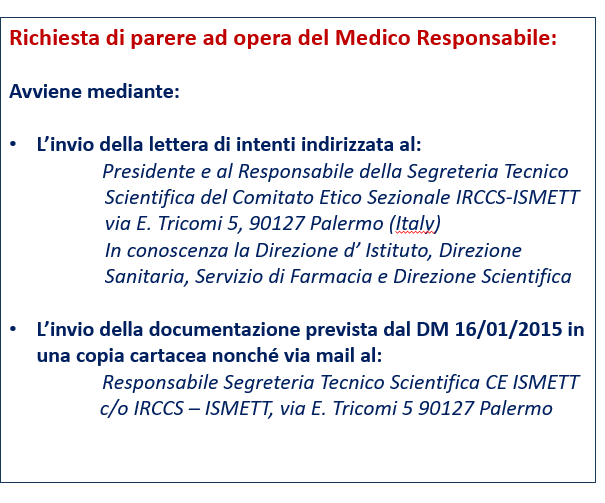 Richiesta di parere ad opera del Medico Responsabile:
Avviene mediante:
• L’invio della lettera di intenti indirizzata al:
Presidente e al Responsabile della Segreteria Tecnico
Scientifica del Comitato Etico Sezionale IRCCS-ISMETT
via E. Tricomi 5, 90127 Palermo (Italy)
In conoscenza la Direzione d’ Istituto, Direzione
Sanitaria, Servizio di Farmacia e Direzione Scientifica
• L’invio della documentazione prevista dal DM 16/01/2015 in
una copia cartacea nonché via mail al:
Responsabile Segreteria Tecnico Scientifica CE ISMETT
c/o IRCCS – ISMETT, via E. Tricomi 5 90127 Palermo